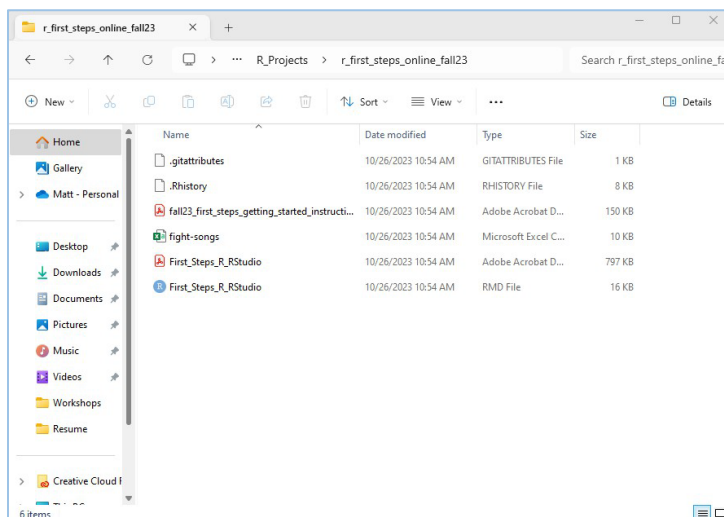 r_first_steps_online_fall23
R_Projects > r_first_steps_online_fall23
Search r_first_steps_online_fa
New Sort View ... Details
Name Date modified Type Size
Home
Gallery
Matt - Personal
Desktop
Downloads
Documents
Pictures
Music
Videos
Workshops
Resume
Creative Cloud F
.gitattributes 10/26/2023 10:54 AM GITATTRIBUTES File 1 KB
.Rhistory 10/26/2023 10:54 AM RHISTORY File 8 KB
fall23_first_steps_getting_started_instructi... 10/26/2023 10:54 AM Adobe Acrobat D... 150 KB
fight-songs 10/26/2023 10:54 AM Microsoft Excel C... 10 KB
First_Steps_R_RStudio 10/26/2023 10:54 AM Adobe Acrobat D... 797 KB
First_Steps_R_RStudio 10/26/2023 10:54 AM RMD File 16 KB
6 items